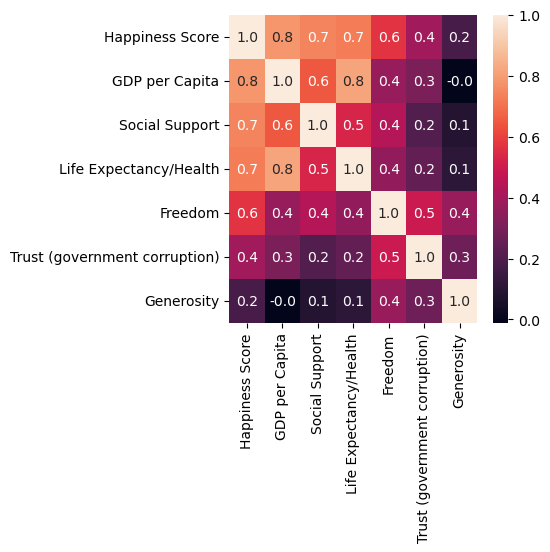 Happiness Score 1.0 0.8 0.7 0.7 0.6 0.4 0.2
GDP per Capita 0.8 1.0 0.6 0.8 0.4 0.3 -0.0
Social Support 0.7 0.6 1.0 0.5 0.4 0.2 0.1
Life Expectancy/Health 0.7 0.8 0.5 1.0 0.4 0.2 0.1
Freedom 0.6 0.4 0.4 0.4 1.0 0.5 0.4
Trust (government corruption) 0.4 0.3 0.2 0.2 0.5 1.0 0.3
Generosity 0.2 -0.0 0.1 0.1 0.4 0.3 1.0
Happiness Score
GDP per Capita
Social Support
Life Expectancy/Health
Freedom
Trust (government corruption)
Generosity
1.0
0.8
0.6
0.4
0.2
0.0